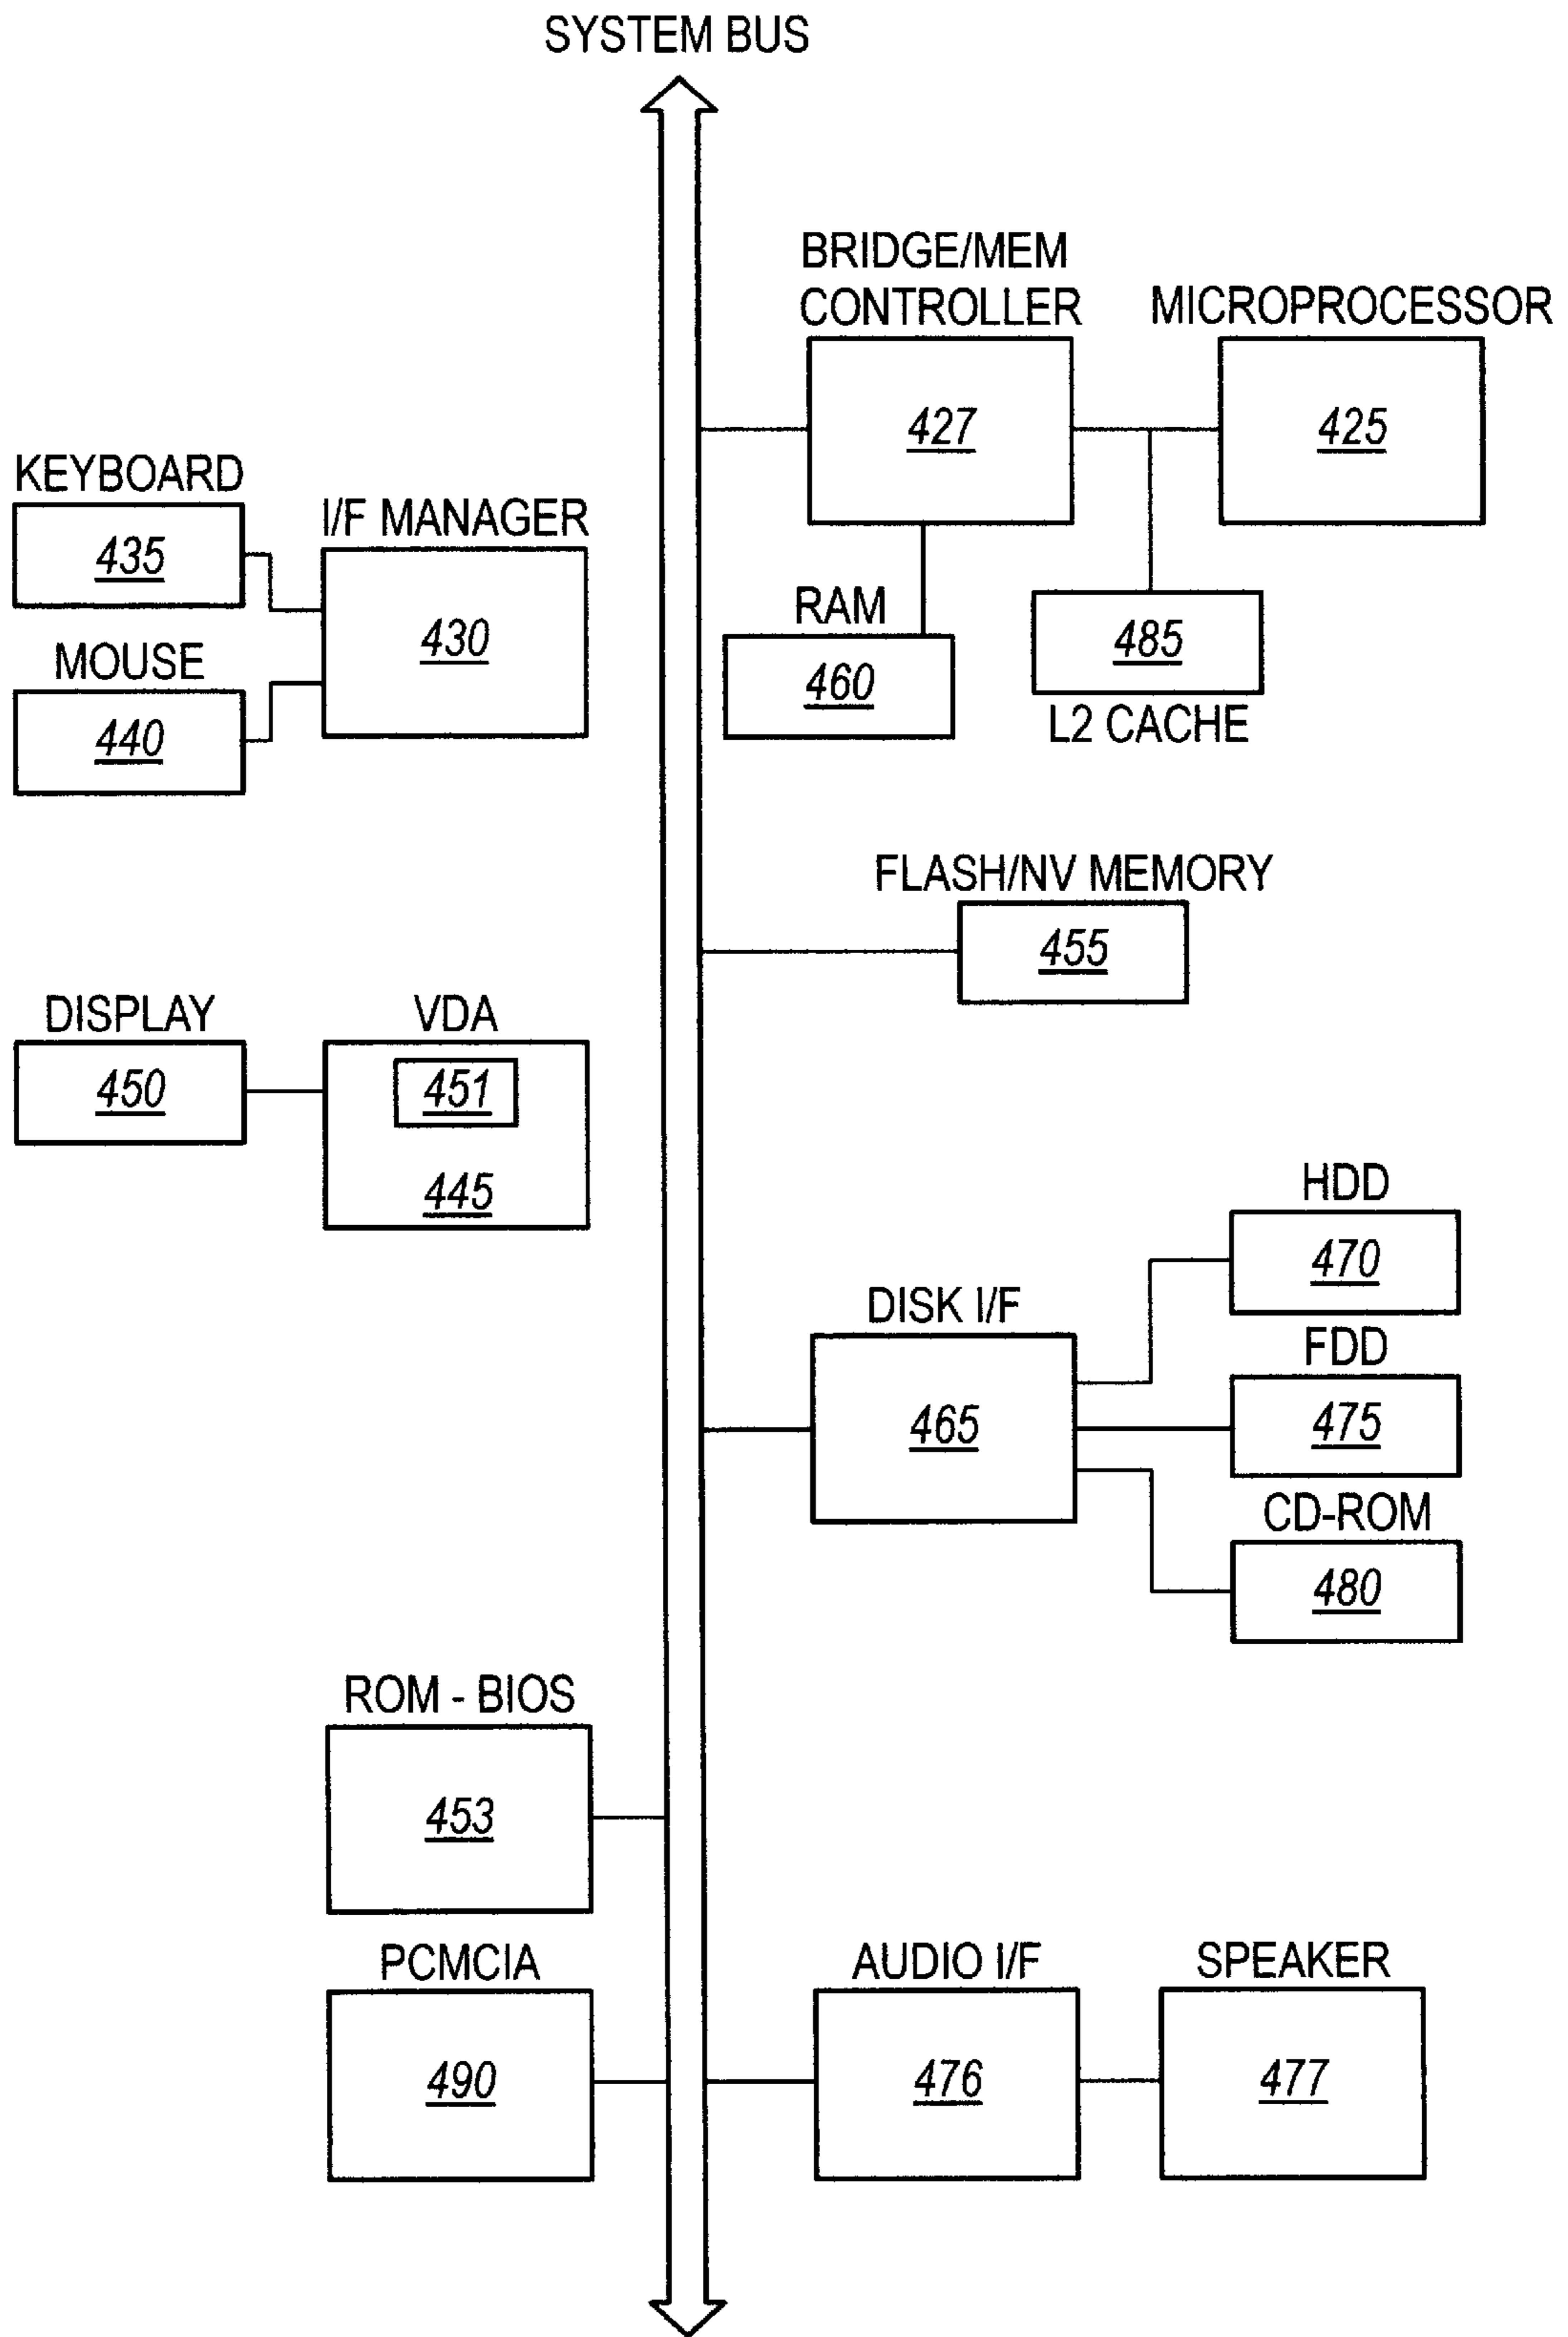 SYSTEM BUS
BRIDGE/MEM
CONTROLLER
427
MICROPROCESSOR
425
KEYBOARD
435
I/F MANAGER
430
MOUSE
440
RAM
460
485
L2 CACHE
FLASH/NV MEMORY
455
DISPLAY
450
VDA
451
445
HDD
470
DISK I/F
465
FDD
475
CD-ROM
480
ROM - BIOS
453
PCMCIA
490
AUDIO I/F
476
SPEAKER
477